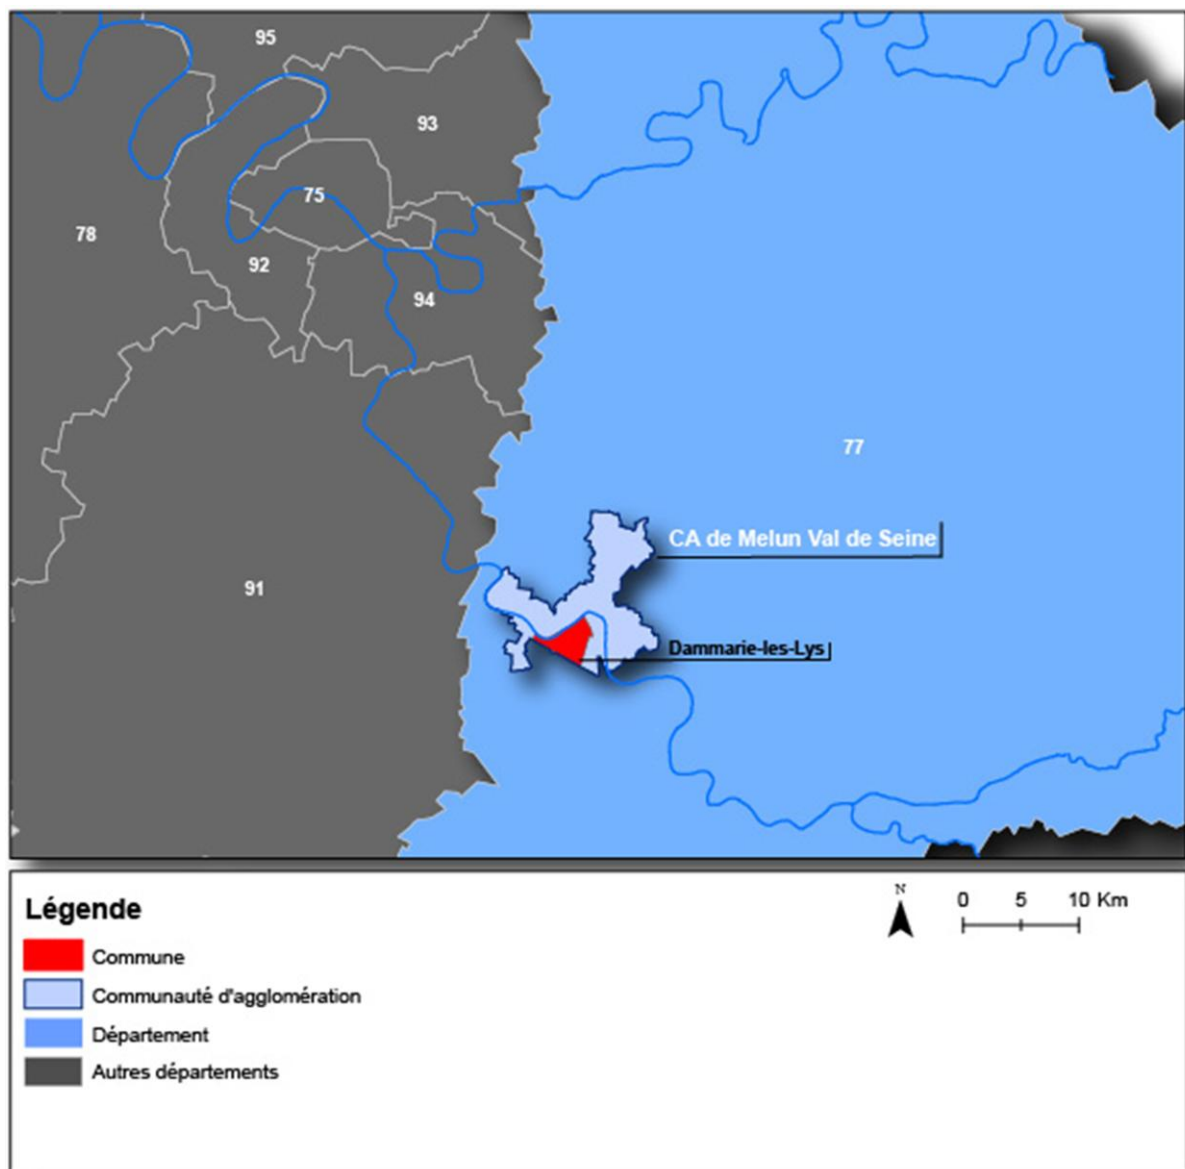 95
93
75
78
92
94
77
CA de Melun Val de Seine
91
Dammarie-les-Lys
Légende
N
0 5 10 Km
Commune
Communauté d'agglomération
Département
Autres départements